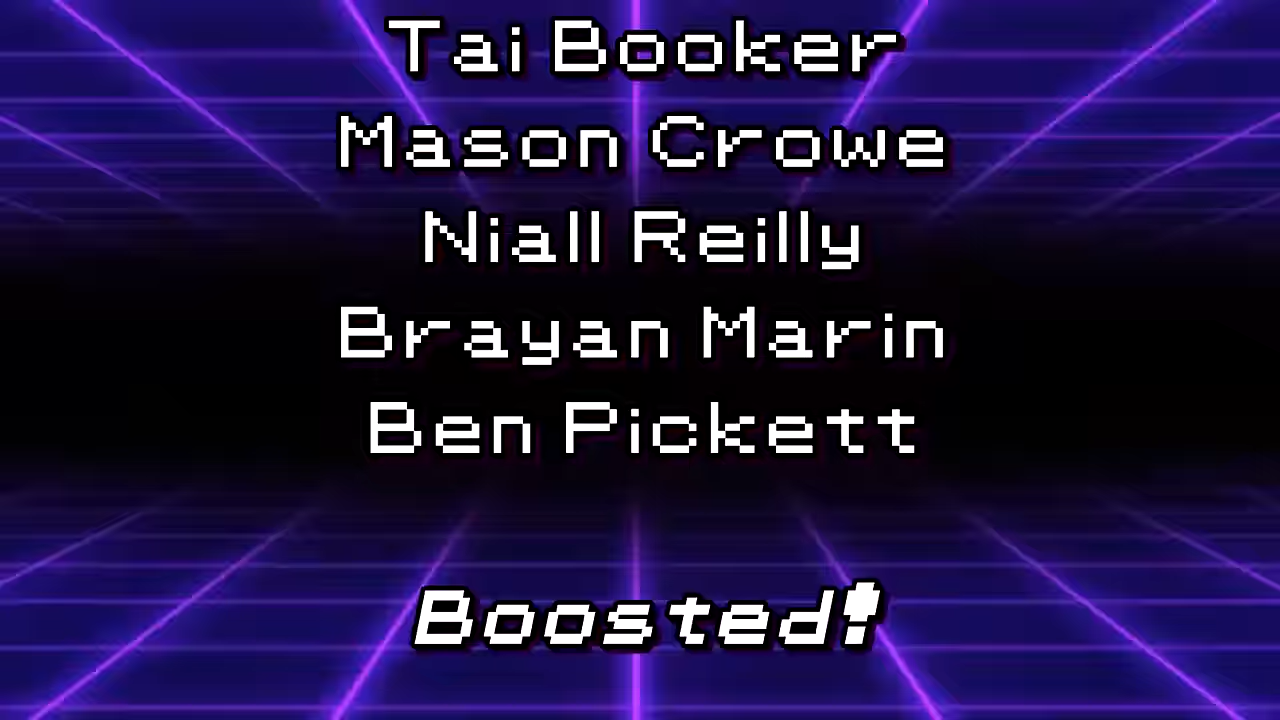 Tai Booker
Mason Crowe
Niall Reilly
Brayan Marin
Ben Pickett
Boosted!